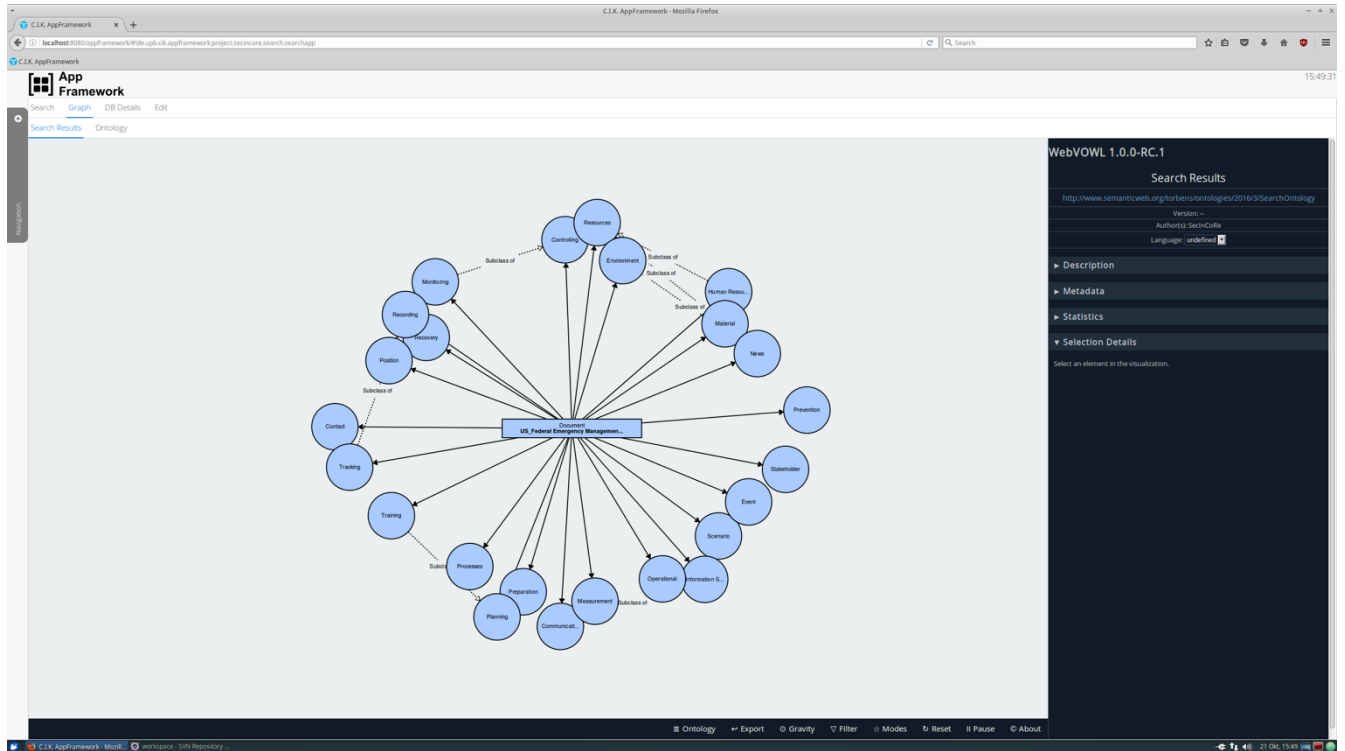 C.I.K. AppFramework - Mozilla Firefox
C.I.K. AppFramework
localhost:8080/appframework/#!de.upb.cik.appframework.project.secincore.search.searchapp
Search
C.I.K. AppFramework
App
Framework
15:49:31
Search Graph DB Details Edit
Search Results Ontology
Navigation
WebVOWL 1.0.0-RC.1
Search Results
http://www.semanticweb.org/torbens/ontologies/2016/3/SearchOntology
Version: --
Author(s): SecInCoRe
Language: undefined
Description
Metadata
Statistics
Selection Details
Select an element in the visualization.
Resources
Controlling
Environment
Subclass of
Subclass of
Subclass of
Subclass of
Monitoring
Human Resou...
Recording
Material
Recovery
News
Position
Subclass of
Prevention
Document
US_Federal Emergency Managemen...
Contact
Tracking
Stakeholder
Event
Training
Scenario
Subcl
Processes
Operational
Information S...
Preparation
Measurement
Subclass of
Planning
Communicati...
Ontology Export Gravity Filter Modes Reset Pause About
C.I.K. AppFramework - Mozill... workspace - SVN Repository ...
21 Okt, 15:49